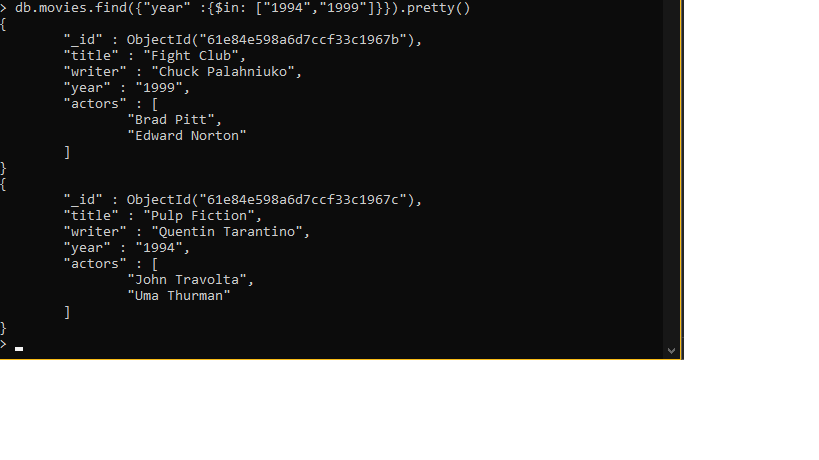 > db.movies.find({"year" :{$in: ["1994","1999"]}}).pretty()
{
        "_id" : ObjectId("61e84e598a6d7ccf33c1967b"),
        "title" : "Fight Club",
        "writer" : "Chuck Palahniuko",
        "year" : "1999",
        "actors" : [
                "Brad Pitt",
                "Edward Norton"
        ]
}
{
        "_id" : ObjectId("61e84e598a6d7ccf33c1967c"),
        "title" : "Pulp Fiction",
        "writer" : "Quentin Tarantino",
        "year" : "1994",
        "actors" : [
                "John Travolta",
                "Uma Thurman"
        ]
}
>